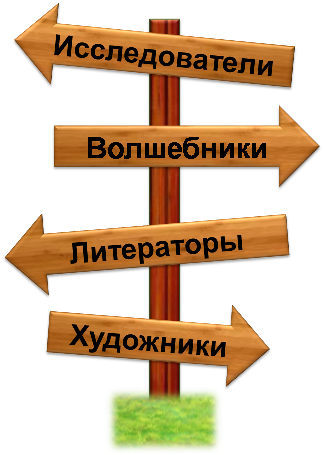 Исследователи
Волшебники
Литераторы
Художники